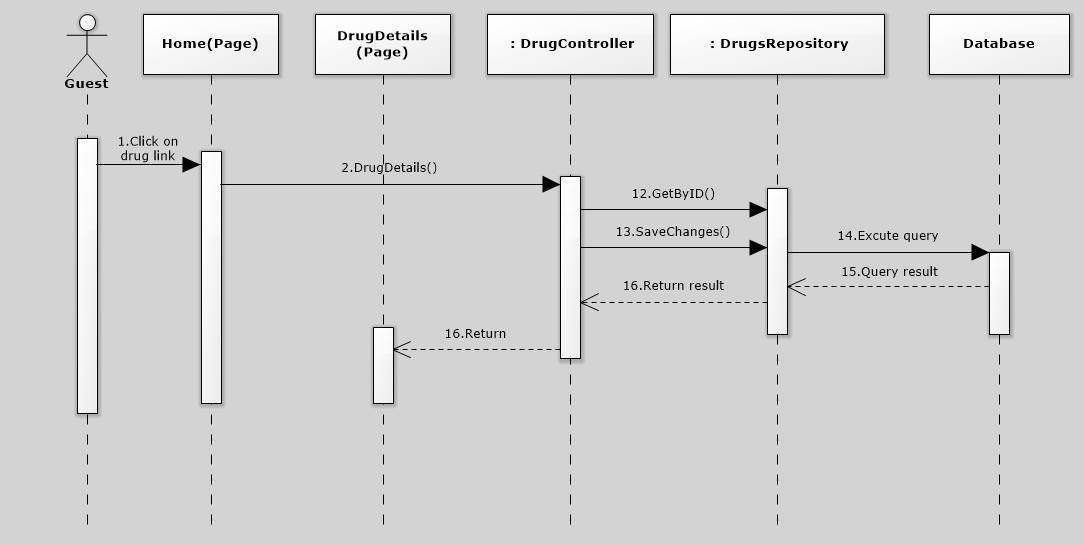 Guest
Home(Page)
DrugDetails
(Page)
: DrugController
: DrugsRepository
Database
1.Click on
drug link
2.DrugDetails()
12.GetByID()
13.SaveChanges()
14.Excute query
15.Query result
16.Return result
16.Return